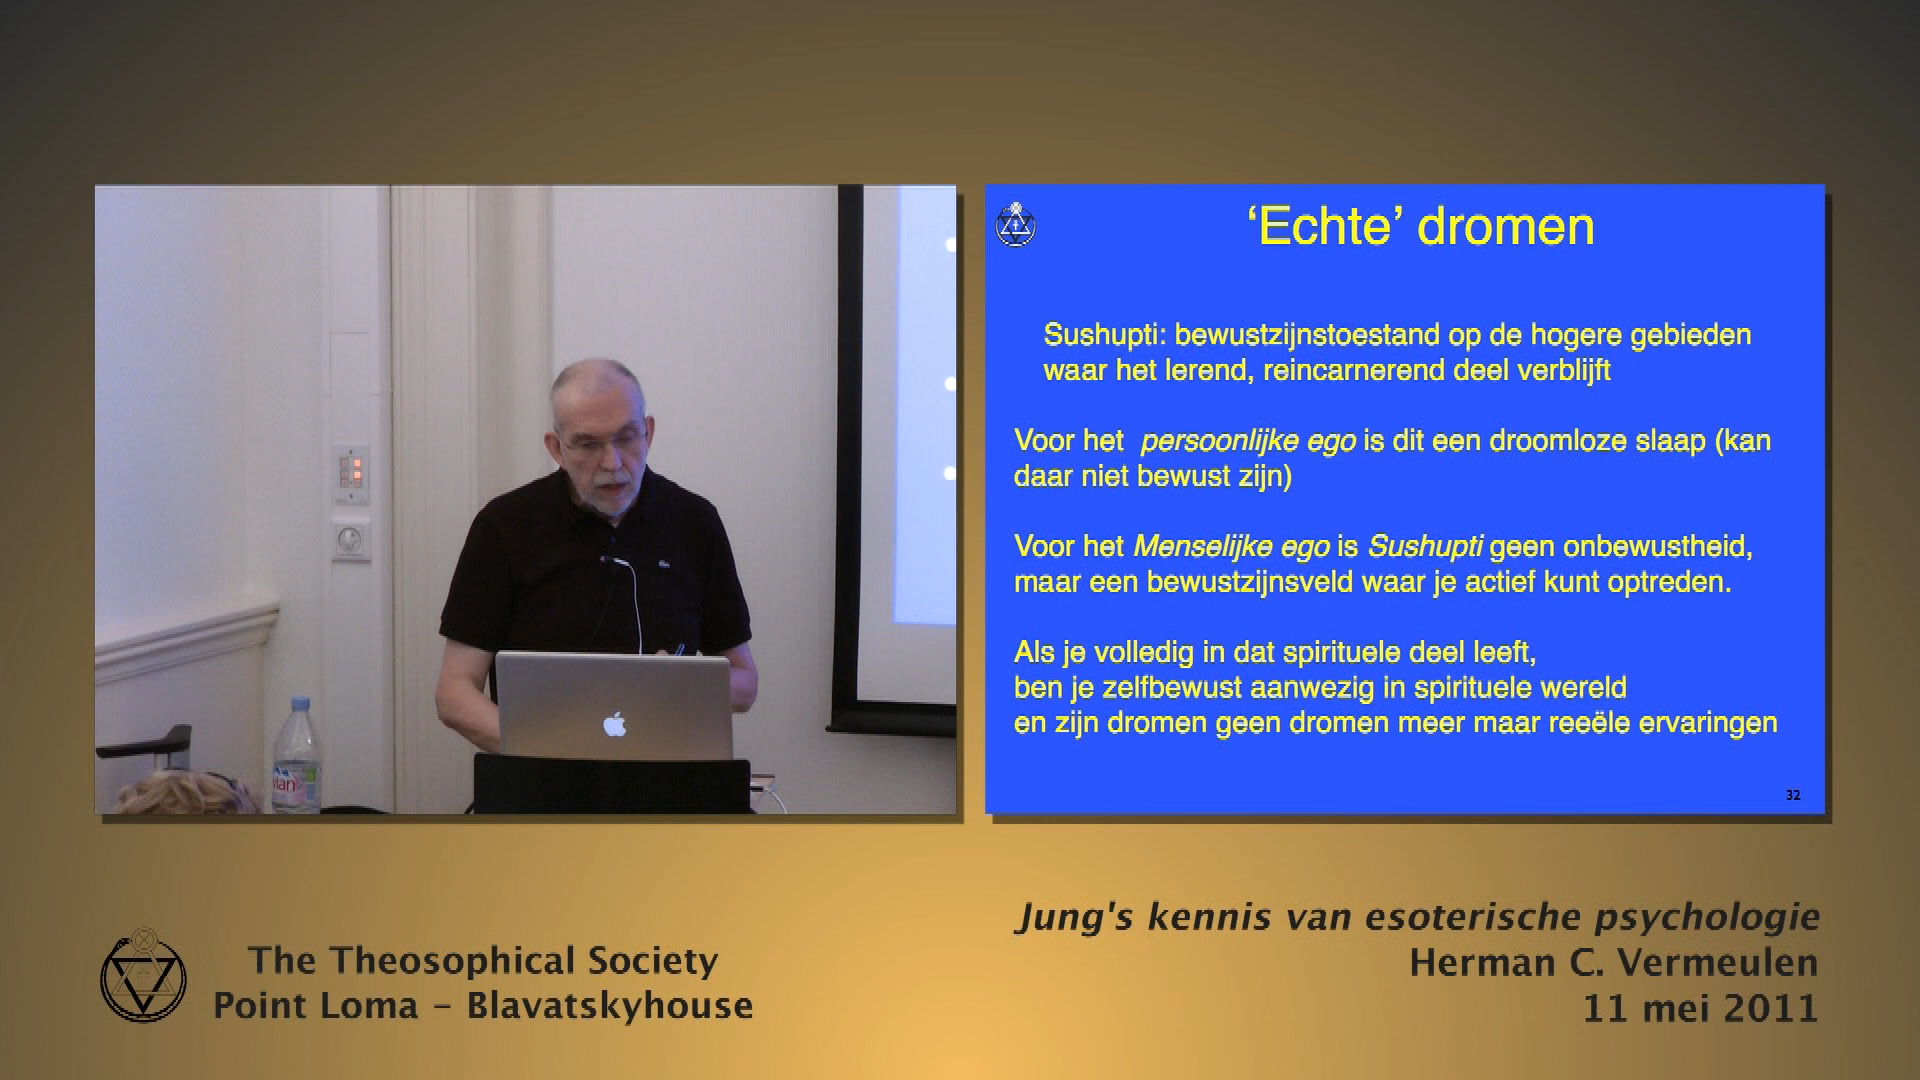 ‘Echte’ dromen
Sushupti: bewustzijnstoestand op de hogere gebieden
waar het lerend, reincarnerend deel verblijft
Voor het persoonlijke ego is dit een droomloze slaap (kan
daar niet bewust zijn)
Voor het Menselijke ego is Sushupti geen onbewustheid,
maar een bewustzijnsveld waar je actief kunt optreden.
Als je volledig in dat spirituele deel leeft,
ben je zelfbewust aanwezig in spirituele wereld
en zijn dromen geen dromen meer maar reeële ervaringen
32
The Theosophical Society
Point Loma – Blavatskyhouse
Jung's kennis van esoterische psychologie
Herman C. Vermeulen
11 mei 2011